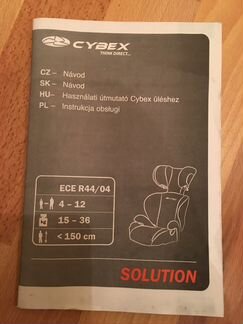 CYBEX
THINK DIRECT...
CZ – Návod
SK – Návod
HU– Használati útmutató Cybex üléshez
PL – Instrukcja obsługi
ECE R44/04
4 – 12
15 – 36
< 150 cm
SOLUTION